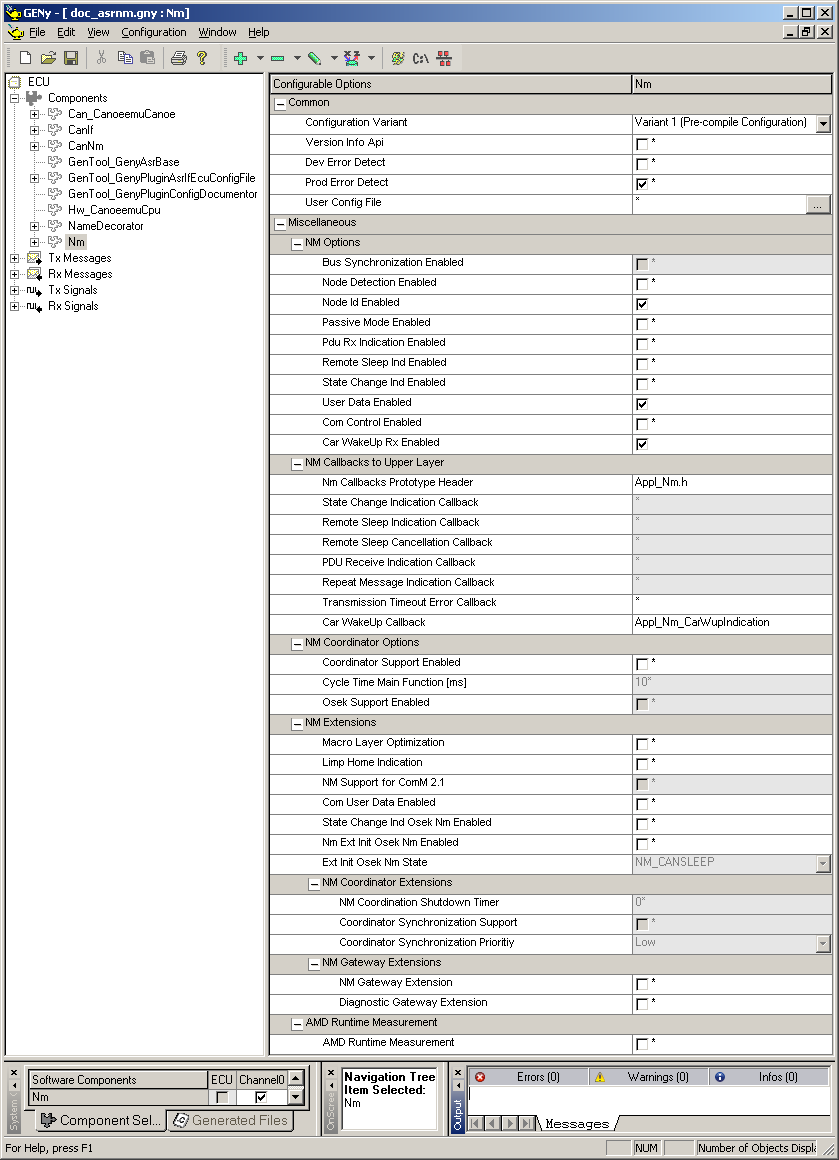 GENy - [ doc_asrnm.gny : Nm]
File Edit View Configuration Window Help
C:\
ECU
Components
Can_CanoeemuCanoe
CanIf
CanNm
GenTool_GenyAsrBase
GenTool_GenyPluginAsrIfEcuConfigFile
GenTool_GenyPluginConfigDocumentor
Hw_CanoeemuCpu
NameDecorator
Nm
Tx Messages
Rx Messages
Tx Signals
Rx Signals
Configurable Options Nm
Common
Configuration Variant Variant 1 (Pre-compile Configuration)
Version Info Api *
Dev Error Detect *
Prod Error Detect *
User Config File * ...
Miscellaneous
NM Options
Bus Synchronization Enabled *
Node Detection Enabled *
Node Id Enabled
Passive Mode Enabled *
Pdu Rx Indication Enabled *
Remote Sleep Ind Enabled *
State Change Ind Enabled *
User Data Enabled
Com Control Enabled *
Car WakeUp Rx Enabled
NM Callbacks to Upper Layer
Nm Callbacks Prototype Header Appl_Nm.h
State Change Indication Callback *
Remote Sleep Indication Callback *
Remote Sleep Cancellation Callback *
PDU Receive Indication Callback *
Repeat Message Indication Callback *
Transmission Timeout Error Callback *
Car WakeUp Callback Appl_Nm_CarWupIndication
NM Coordinator Options
Coordinator Support Enabled *
Cycle Time Main Function [ms] 10*
Osek Support Enabled *
NM Extensions
Macro Layer Optimization *
Limp Home Indication *
NM Support for ComM 2.1 *
Com User Data Enabled *
State Change Ind Osek Nm Enabled *
Nm Ext Init Osek Nm Enabled *
Ext Init Osek Nm State NM_CANSLEEP
NM Coordinator Extensions
NM Coordination Shutdown Timer 0*
Coordinator Synchronization Support *
Coordinator Synchronization Prioritiy Low
NM Gateway Extensions
NM Gateway Extension *
Diagnostic Gateway Extension *
AMD Runtime Measurement
AMD Runtime Measurement *
System
Software Components ECU Channel0
Nm
Component Sel... Generated Files
OnScree
Navigation Tree
Item Selected:
Nm
Output
Errors (0) Warnings (0) Infos (0)
Messages
For Help, press F1 NUM Number of Objects Displ